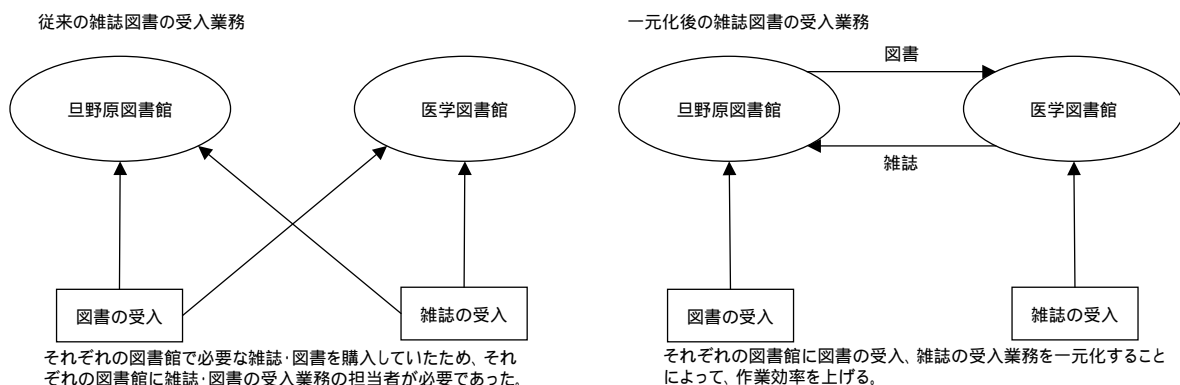 従来の雑誌図書の受入業務
旦野原図書館
医学図書館
図書の受入
雑誌の受入
それぞれの図書館で必要な雑誌・図書を購入していたため、それ
ぞれの図書館に雑誌・図書の受入業務の担当者が必要であった。
一元化後の雑誌図書の受入業務
図書
旦野原図書館
医学図書館
雑誌
図書の受入
雑誌の受入
それぞれの図書館に図書の受入、雑誌の受入業務を一元化すること
によって、作業効率を上げる。